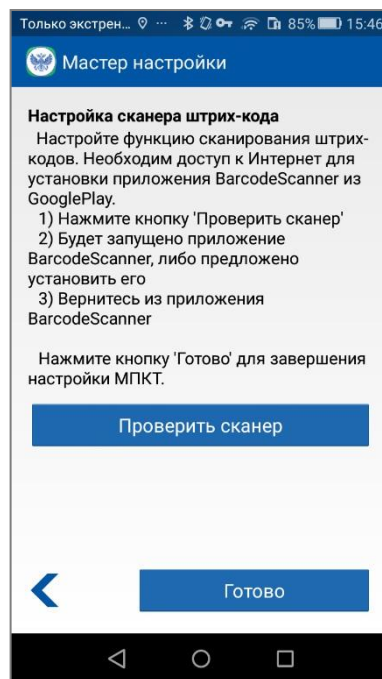 Только экстрен... ... 85% 15:46
Мастер настройки
Настройка сканера штрих-кода
Настройте функцию сканирования штрих-
кодов. Необходим доступ к Интернет для
установки приложения BarcodeScanner из
GooglePlay.
1) Нажмите кнопку 'Проверить сканер'
2) Будет запущено приложение
BarcodeScanner, либо предложено
установить его
3) Вернитесь из приложения
BarcodeScanner
Нажмите кнопку 'Готово' для завершения
настройки МПКТ.
Проверить сканер
Готово